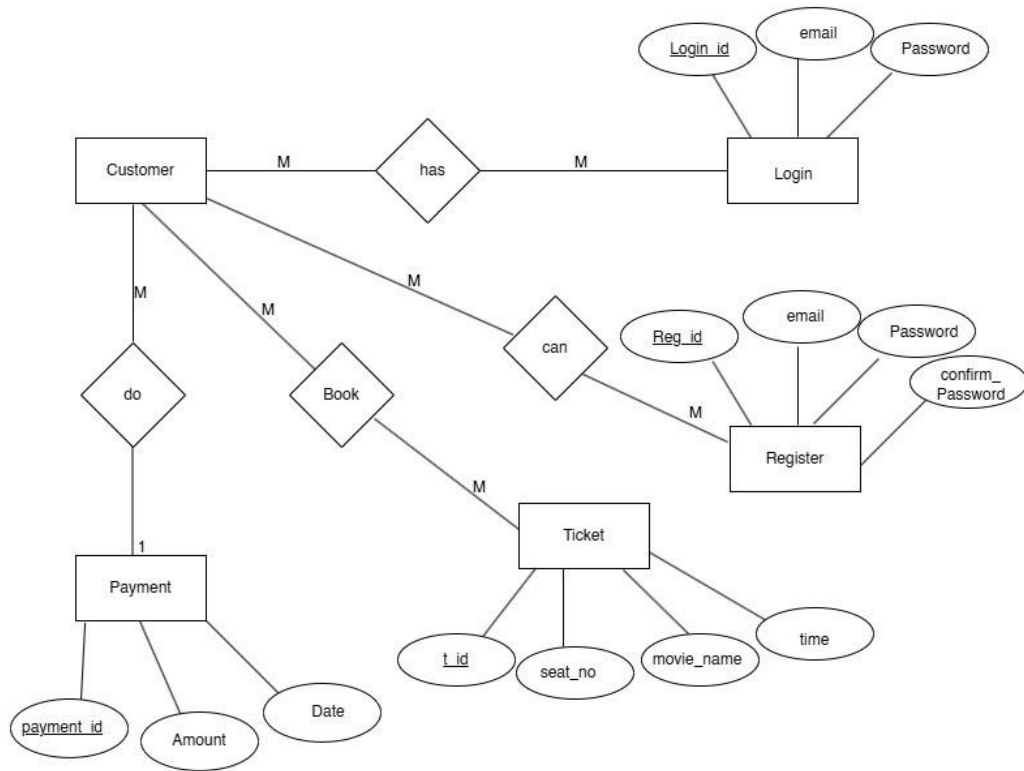 Login_id
email
Password
Customer
M
has
M
Login
M
M
M
can
Reg_id
email
Password
confirm_
Password
do
Book
M
M
Register
Ticket
1
Payment
t_id
seat_no
movie_name
time
payment_id
Amount
Date